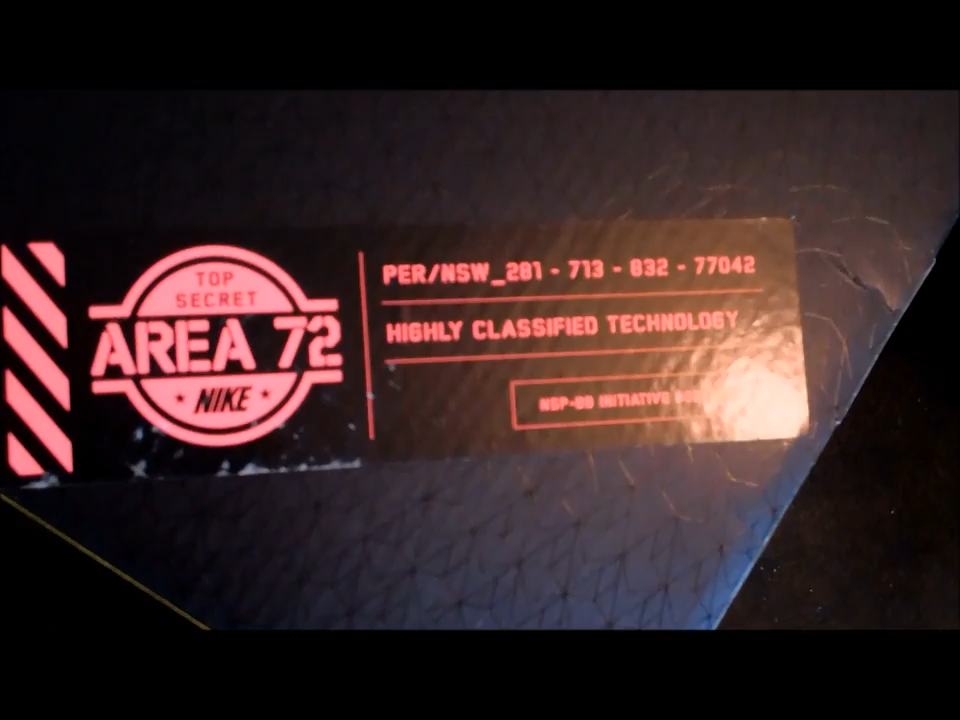 TOP
SECRET
AREA 72
NIKE
PER/NSW_281 - 713 - 832 - 77042
HIGHLY CLASSIFIED TECHNOLOGY
INITIATIVE